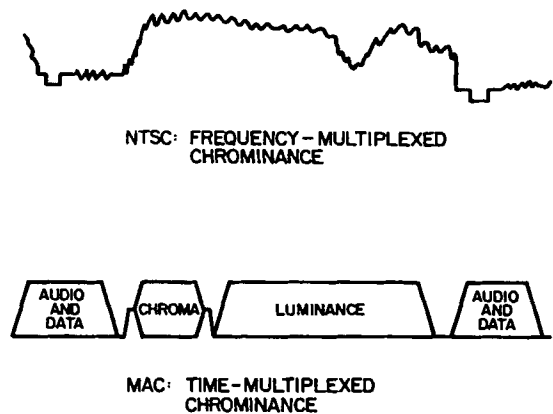 NTSC: FREQUENCY-MULTIPLEXED
CHROMINANCE
AUDIO
AND
DATA
CHROMA
LUMINANCE
AUDIO
AND
DATA
MAC: TIME-MULTIPLEXED
CHROMINANCE